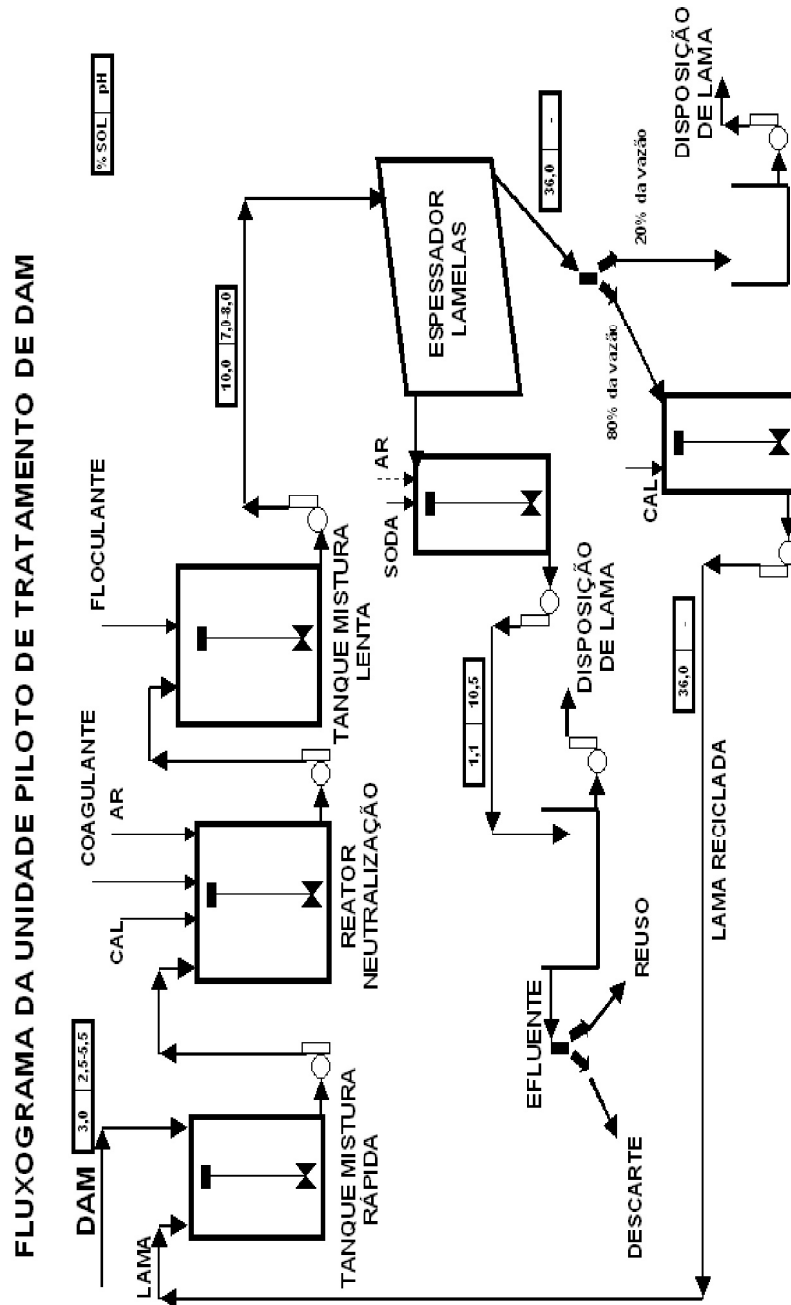 FLUXOGRAMA DA UNIDADE PILOTO DE TRATAMENTO DE DAM
% SOL pH
DAM
3,0 2,5-5,5
LAMA
TANQUE MISTURA
RÁPIDA
CAL
COAGULANTE
AR
REATOR
NEUTRALIZAÇÃO
FLOCULANTE
TANQUE MISTURA
LENTA
10,0 7,0-8,0
ESPESSADOR
LAMELAS
SODA
AR
36,0 -
80% da vazão
20% da vazão
DISPOSIÇÃO
DE LAMA
CAL
1,1 10,5
DISPOSIÇÃO
DE LAMA
EFLUENTE
DESCARTE
REUSO
36,0 -
LAMA RECICLADA